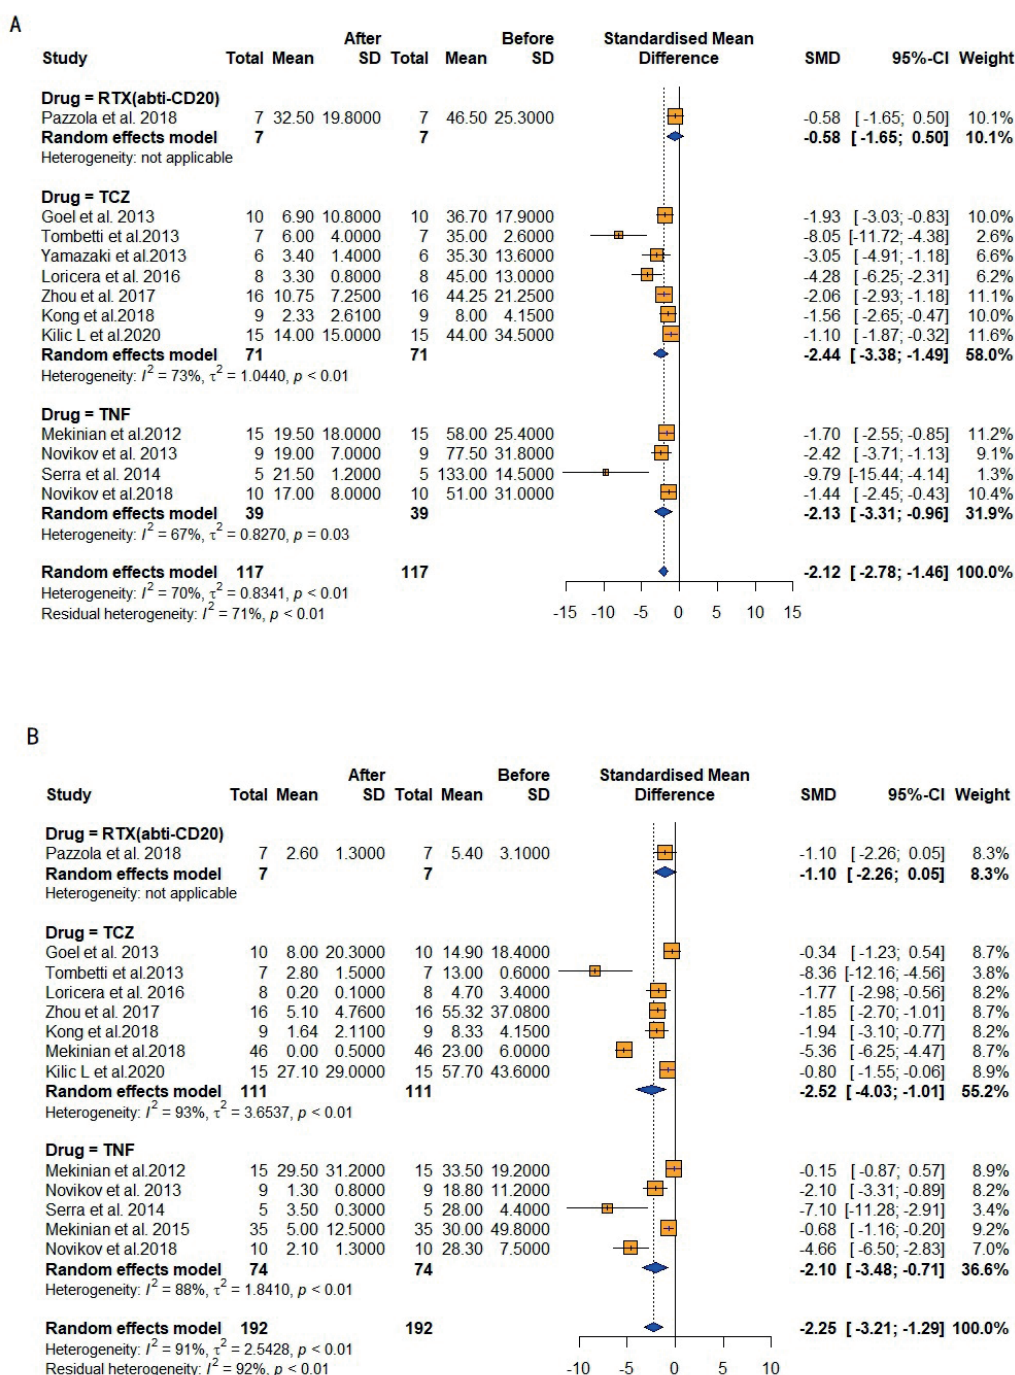 A
After Before Standardised Mean
Study Total Mean SD Total Mean SD Difference SMD 95%-CI Weight
Drug = RTX(abti-CD20)
Pazzola et al. 2018 7 32.50 19.8000 7 46.50 25.3000 -0.58 [-1.65; 0.50] 10.1%
Random effects model 7 7 -0.58 [-1.65; 0.50] 10.1%
Heterogeneity: not applicable
Drug = TCZ
Goel et al. 2013 10 6.90 10.8000 10 36.70 17.9000 -1.93 [-3.03; -0.83] 10.0%
Tombetti et al.2013 7 6.00 4.0000 7 35.00 2.6000 -8.05 [-11.72; -4.38] 2.6%
Yamazaki et al.2013 6 3.40 1.4000 6 35.30 13.6000 -3.05 [-4.91; -1.18] 6.6%
Loricera et al. 2016 8 3.30 0.8000 8 45.00 13.0000 -4.28 [-6.25; -2.31] 6.2%
Zhou et al. 2017 16 10.75 7.2500 16 44.25 21.2500 -2.06 [-2.93; -1.18] 11.1%
Kong et al.2018 9 2.33 2.6100 9 8.00 4.1500 -1.56 [-2.65; -0.47] 10.0%
Kilic L et al.2020 15 14.00 15.0000 15 44.00 34.5000 -1.10 [-1.87; -0.32] 11.6%
Random effects model 71 71 -2.44 [-3.38; -1.49] 58.0%
Heterogeneity: I² = 73%, τ² = 1.0440, p < 0.01
Drug = TNF
Mekinian et al.2012 15 19.50 18.0000 15 58.00 25.4000 -1.70 [-2.55; -0.85] 11.2%
Novikov et al. 2013 9 19.00 7.0000 9 77.50 31.8000 -2.42 [-3.71; -1.13] 9.1%
Serra et al. 2014 5 21.50 1.2000 5 133.00 14.5000 -9.79 [-15.44; -4.14] 1.3%
Novikov et al.2018 10 17.00 8.0000 10 51.00 31.0000 -1.44 [-2.45; -0.43] 10.4%
Random effects model 39 39 -2.13 [-3.31; -0.96] 31.9%
Heterogeneity: I² = 67%, τ² = 0.8270, p = 0.03
Random effects model 117 117 -2.12 [-2.78; -1.46] 100.0%
Heterogeneity: I² = 70%, τ² = 0.8341, p < 0.01
Residual heterogeneity: I² = 71%, p < 0.01
-15 -10 -5 0 5 10 15
B
After Before Standardised Mean
Study Total Mean SD Total Mean SD Difference SMD 95%-CI Weight
Drug = RTX(abti-CD20)
Pazzola et al. 2018 7 2.60 1.3000 7 5.40 3.1000 -1.10 [-2.26; 0.05] 8.3%
Random effects model 7 7 -1.10 [-2.26; 0.05] 8.3%
Heterogeneity: not applicable
Drug = TCZ
Goel et al. 2013 10 8.00 20.3000 10 14.90 18.4000 -0.34 [-1.23; 0.54] 8.7%
Tombetti et al.2013 7 2.80 1.5000 7 13.00 0.6000 -8.36 [-12.16; -4.56] 3.8%
Loricera et al. 2016 8 0.20 0.1000 8 4.70 3.4000 -1.77 [-2.98; -0.56] 8.2%
Zhou et al. 2017 16 5.10 4.7600 16 55.32 37.0800 -1.85 [-2.70; -1.01] 8.7%
Kong et al.2018 9 1.64 2.1100 9 8.33 4.1500 -1.94 [-3.10; -0.77] 8.2%
Mekinian et al.2018 46 0.00 0.5000 46 23.00 6.0000 -5.36 [-6.25; -4.47] 8.7%
Kilic L et al.2020 15 27.10 29.0000 15 57.70 43.6000 -0.80 [-1.55; -0.06] 8.9%
Random effects model 111 111 -2.52 [-4.03; -1.01] 55.2%
Heterogeneity: I² = 93%, τ² = 3.6537, p < 0.01
Drug = TNF
Mekinian et al.2012 15 29.50 31.2000 15 33.50 19.2000 -0.15 [-0.87; 0.57] 8.9%
Novikov et al. 2013 9 1.30 0.8000 9 18.80 11.2000 -2.10 [-3.31; -0.89] 8.2%
Serra et al. 2014 5 3.50 0.3000 5 28.00 4.4000 -7.10 [-11.28; -2.91] 3.4%
Mekinian et al. 2015 35 5.00 12.5000 35 30.00 49.8000 -0.68 [-1.16; -0.20] 9.2%
Novikov et al.2018 10 2.10 1.3000 10 28.30 7.5000 -4.66 [-6.50; -2.83] 7.0%
Random effects model 74 74 -2.10 [-3.48; -0.71] 36.6%
Heterogeneity: I² = 88%, τ² = 1.8410, p < 0.01
Random effects model 192 192 -2.25 [-3.21; -1.29] 100.0%
Heterogeneity: I² = 91%, τ² = 2.5428, p < 0.01
Residual heterogeneity: I² = 92%, p < 0.01
-10 -5 0 5 10